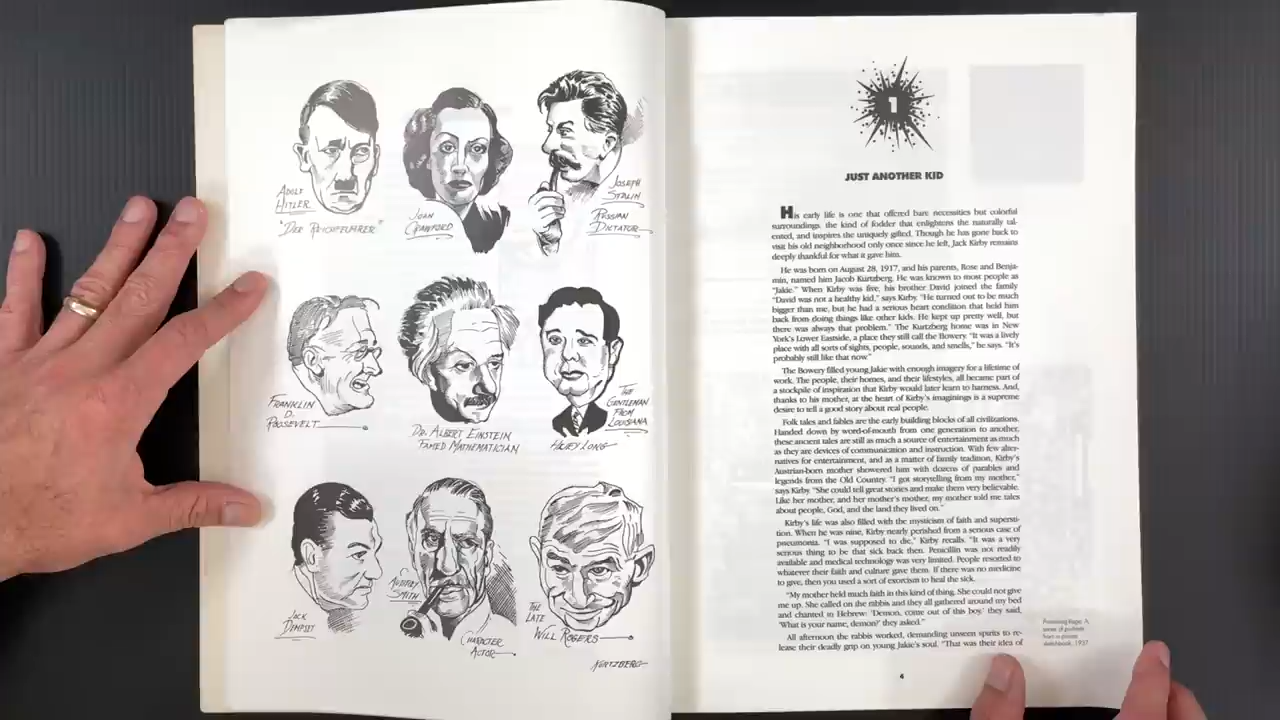 ADOLF
HITLER
"DER REICHFEUHRER"
JOAN
CRAWFORD
JOSEPH
STALIN
RUSSIAN
DICTATOR
FRANKLIN
D.
ROOSEVELT
DR. ALBERT EINSTEIN
FAMED MATHEMATICIAN
THE
GENTLEMAN
FROM
LOUISIANA
HUEY LONG
JACK
DEMPSEY
C.
AUBREY
SMITH
CHARACTER
ACTOR
THE
LATE
WILL ROGERS
KURTZBERG
1
JUST ANOTHER KID
His early life is one that offered bare necessities but colorful
surroundings, the kind of fodder that enlightens the naturally tal-
ented, and inspires the uniquely gifted. Though he has gone back to
visit his old neighborhood only once since he left, Jack Kirby remains
deeply thankful for what it gave him.
He was born on August 28, 1917, and his parents, Rose and Benja-
min, named him Jacob Kurtzberg. He was known to most people as
"Jakie." When Kirby was five, his brother David joined the family
"David was not a healthy kid," says Kirby. "He turned out to be much
bigger than me, but he had a serious heart condition that held him
back from doing things like other kids. He kept up pretty well, but
there was always that problem." The Kurtzberg home was in New
York's Lower Eastside, a place they still call the Bowery. "It was a lively
place with all sorts of sights, people, sounds, and smells," he says. "It's
probably still like that now."
The Bowery filled young Jakie with enough imagery for a lifetime of
work. The people, their homes, and their lifestyles, all became part of
a stockpile of inspiration that Kirby would later learn to harness. And,
thanks to his mother, at the heart of Kirby's imaginings is a supreme
desire to tell a good story about real people.
Folk tales and fables are the early building blocks of all civilizations.
Handed down by word-of-mouth from one generation to another,
these ancient tales are still as much a source of entertainment as much
as they are devices of communication and instruction. With few alter-
natives for entertainment, and as a matter of family tradition, Kirby's
Austrian-born mother showered him with dozens of parables and
legends from the Old Country. "I got storytelling from my mother,"
says Kirby. "She could tell great stories and make them very believable.
Like her mother, and her mother's mother, my mother told me tales
about people, God, and the land they lived on."
Kirby's life was also filled with the mysticism of faith and supersti-
tion. When he was nine, Kirby nearly perished from a serious case of
pneumonia. "I was supposed to die," Kirby recalls. "It was a very
serious thing to be that sick back then. Penicillin was not readily
available and medical technology was very limited. People resorted to
whatever their faith and culture gave them. If there was no medicine
to give, then you used a sort of exorcism to heal the sick.
"My mother held much faith in this kind of thing. She could not give
me up. She called on the rabbis and they all gathered around my bed
and chanted in Hebrew: 'Demon, come out of this boy.' they said,
'What is your name, demon?' they asked."
All afternoon the rabbis worked, demanding unseen spirits to re-
lease their deadly grip on young Jakie's soul. "That was their idea of
Preceding Page: A
series of portraits
from a private
sketchbook, 1937
4